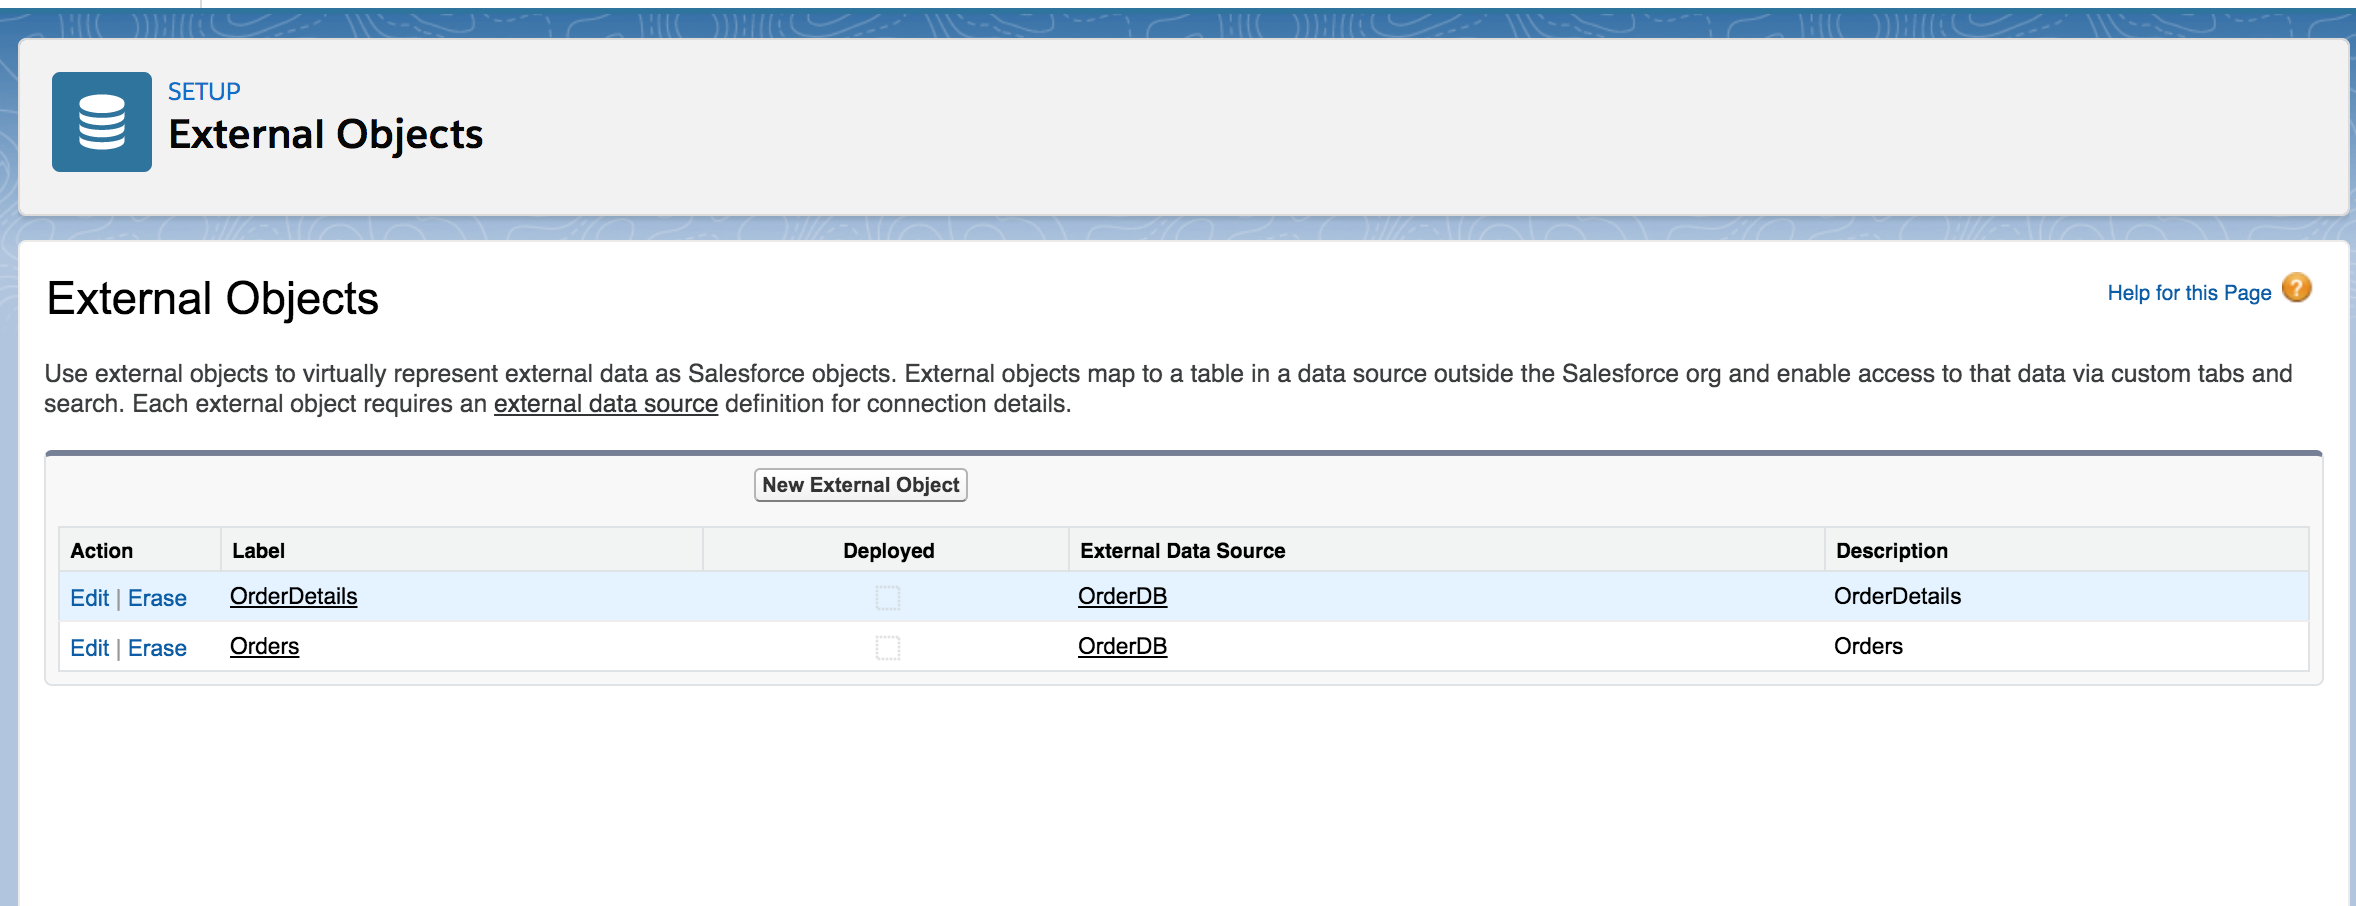 SETUP
External Objects
External Objects
Help for this Page ?
Use external objects to virtually represent external data as Salesforce objects. External objects map to a table in a data source outside the Salesforce org and enable access to that data via custom tabs and
search. Each external object requires an external data source definition for connection details.
New External Object
Action Label Deployed External Data Source Description
Edit | Erase OrderDetails OrderDB OrderDetails
Edit | Erase Orders OrderDB Orders